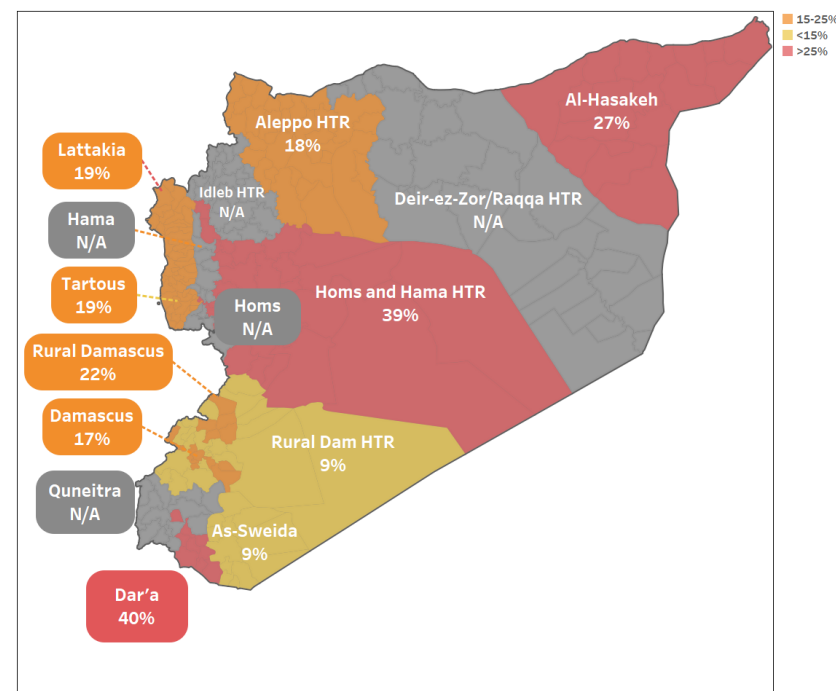 15-25%
<15%
>25%
Al-Hasakeh
27%
Aleppo HTR
18%
Lattakia
19%
Idleb HTR
N/A
Deir-ez-Zor/Raqqa HTR
N/A
Hama
N/A
Tartous
19%
Homs and Hama HTR
39%
Homs
N/A
Rural Damascus
22%
Damascus
17%
Rural Dam HTR
9%
Quneitra
N/A
As-Sweida
9%
Dar’a
40%